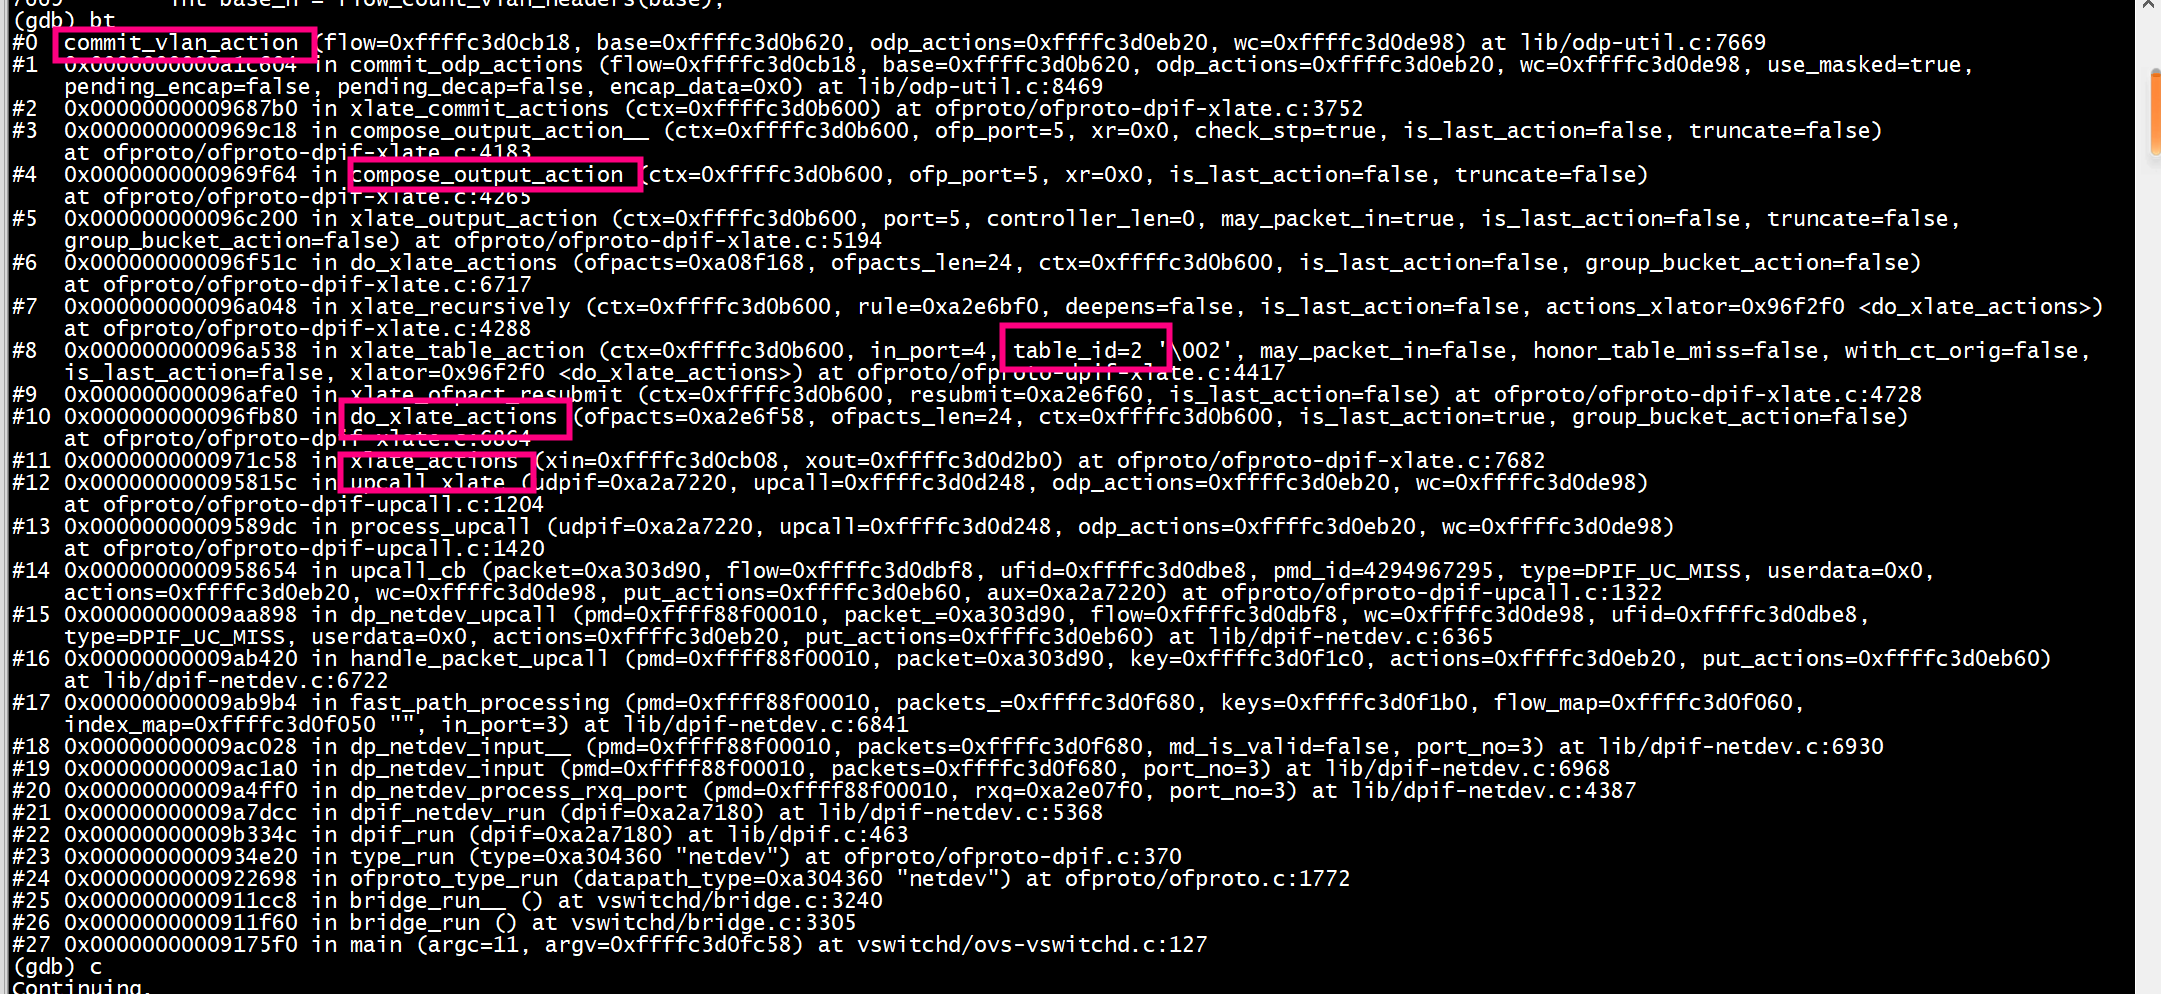 7669        int base_n = flow_count_vlan_headers(base);
(gdb) bt
#0  commit_vlan_action (flow=0xffffc3d0cb18, base=0xffffc3d0b620, odp_actions=0xffffc3d0eb20, wc=0xffffc3d0de98) at lib/odp-util.c:7669
#1  0x0000000000a1c604 in commit_odp_actions (flow=0xffffc3d0cb18, base=0xffffc3d0b620, odp_actions=0xffffc3d0eb20, wc=0xffffc3d0de98, use_masked=true,
    pending_encap=false, pending_decap=false, encap_data=0x0) at lib/odp-util.c:8469
#2  0x00000000009687b0 in xlate_commit_actions (ctx=0xffffc3d0b600) at ofproto/ofproto-dpif-xlate.c:3752
#3  0x0000000000969c18 in compose_output_action__ (ctx=0xffffc3d0b600, ofp_port=5, xr=0x0, check_stp=true, is_last_action=false, truncate=false)
    at ofproto/ofproto-dpif-xlate.c:4183
#4  0x0000000000969f64 in compose_output_action (ctx=0xffffc3d0b600, ofp_port=5, xr=0x0, is_last_action=false, truncate=false)
    at ofproto/ofproto-dpif-xlate.c:4265
#5  0x000000000096c200 in xlate_output_action (ctx=0xffffc3d0b600, port=5, controller_len=0, may_packet_in=true, is_last_action=false, truncate=false,
    group_bucket_action=false) at ofproto/ofproto-dpif-xlate.c:5194
#6  0x000000000096f51c in do_xlate_actions (ofpacts=0xa08f168, ofpacts_len=24, ctx=0xffffc3d0b600, is_last_action=false, group_bucket_action=false)
    at ofproto/ofproto-dpif-xlate.c:6717
#7  0x000000000096a048 in xlate_recursively (ctx=0xffffc3d0b600, rule=0xa2e6bf0, deepens=false, is_last_action=false, actions_xlator=0x96f2f0 <do_xlate_actions>)
    at ofproto/ofproto-dpif-xlate.c:4288
#8  0x000000000096a538 in xlate_table_action (ctx=0xffffc3d0b600, in_port=4, table_id=2 '\002', may_packet_in=false, honor_table_miss=false, with_ct_orig=false,
    is_last_action=false, xlator=0x96f2f0 <do_xlate_actions>) at ofproto/ofproto-dpif-xlate.c:4417
#9  0x000000000096afe0 in xlate_ofpact_resubmit (ctx=0xffffc3d0b600, resubmit=0xa2e6f60, is_last_action=false) at ofproto/ofproto-dpif-xlate.c:4728
#10 0x000000000096fb80 in do_xlate_actions (ofpacts=0xa2e6f58, ofpacts_len=24, ctx=0xffffc3d0b600, is_last_action=true, group_bucket_action=false)
    at ofproto/ofproto-dpif-xlate.c:6864
#11 0x0000000000971c58 in xlate_actions (xin=0xffffc3d0cb08, xout=0xffffc3d0d2b0) at ofproto/ofproto-dpif-xlate.c:7682
#12 0x000000000095815c in upcall_xlate (udpif=0xa2a7220, upcall=0xffffc3d0d248, odp_actions=0xffffc3d0eb20, wc=0xffffc3d0de98)
    at ofproto/ofproto-dpif-upcall.c:1204
#13 0x00000000009589dc in process_upcall (udpif=0xa2a7220, upcall=0xffffc3d0d248, odp_actions=0xffffc3d0eb20, wc=0xffffc3d0de98)
    at ofproto/ofproto-dpif-upcall.c:1420
#14 0x0000000000958654 in upcall_cb (packet=0xa303d90, flow=0xffffc3d0dbf8, ufid=0xffffc3d0dbe8, pmd_id=4294967295, type=DPIF_UC_MISS, userdata=0x0,
    actions=0xffffc3d0eb20, wc=0xffffc3d0de98, put_actions=0xffffc3d0eb60, aux=0xa2a7220) at ofproto/ofproto-dpif-upcall.c:1322
#15 0x00000000009aa898 in dp_netdev_upcall (pmd=0xffff88f00010, packet_=0xa303d90, flow=0xffffc3d0dbf8, wc=0xffffc3d0de98, ufid=0xffffc3d0dbe8,
    type=DPIF_UC_MISS, userdata=0x0, actions=0xffffc3d0eb20, put_actions=0xffffc3d0eb60) at lib/dpif-netdev.c:6365
#16 0x00000000009ab420 in handle_packet_upcall (pmd=0xffff88f00010, packet=0xa303d90, key=0xffffc3d0f1c0, actions=0xffffc3d0eb20, put_actions=0xffffc3d0eb60)
    at lib/dpif-netdev.c:6722
#17 0x00000000009ab9b4 in fast_path_processing (pmd=0xffff88f00010, packets_=0xffffc3d0f680, keys=0xffffc3d0f1b0, flow_map=0xffffc3d0f060,
    index_map=0xffffc3d0f050 "", in_port=3) at lib/dpif-netdev.c:6841
#18 0x00000000009ac028 in dp_netdev_input__ (pmd=0xffff88f00010, packets=0xffffc3d0f680, md_is_valid=false, port_no=3) at lib/dpif-netdev.c:6930
#19 0x00000000009ac1a0 in dp_netdev_input (pmd=0xffff88f00010, packets=0xffffc3d0f680, port_no=3) at lib/dpif-netdev.c:6968
#20 0x00000000009a4ff0 in dp_netdev_process_rxq_port (pmd=0xffff88f00010, rxq=0xa2e07f0, port_no=3) at lib/dpif-netdev.c:4387
#21 0x00000000009a7dcc in dpif_netdev_run (dpif=0xa2a7180) at lib/dpif-netdev.c:5368
#22 0x00000000009b334c in dpif_run (dpif=0xa2a7180) at lib/dpif.c:463
#23 0x0000000000934e20 in type_run (type=0xa304360 "netdev") at ofproto/ofproto-dpif.c:370
#24 0x0000000000922698 in ofproto_type_run (datapath_type=0xa304360 "netdev") at ofproto/ofproto.c:1772
#25 0x0000000000911cc8 in bridge_run__ () at vswitchd/bridge.c:3240
#26 0x0000000000911f60 in bridge_run () at vswitchd/bridge.c:3305
#27 0x00000000009175f0 in main (argc=11, argv=0xffffc3d0fc58) at vswitchd/ovs-vswitchd.c:127
(gdb) c
Continuing.